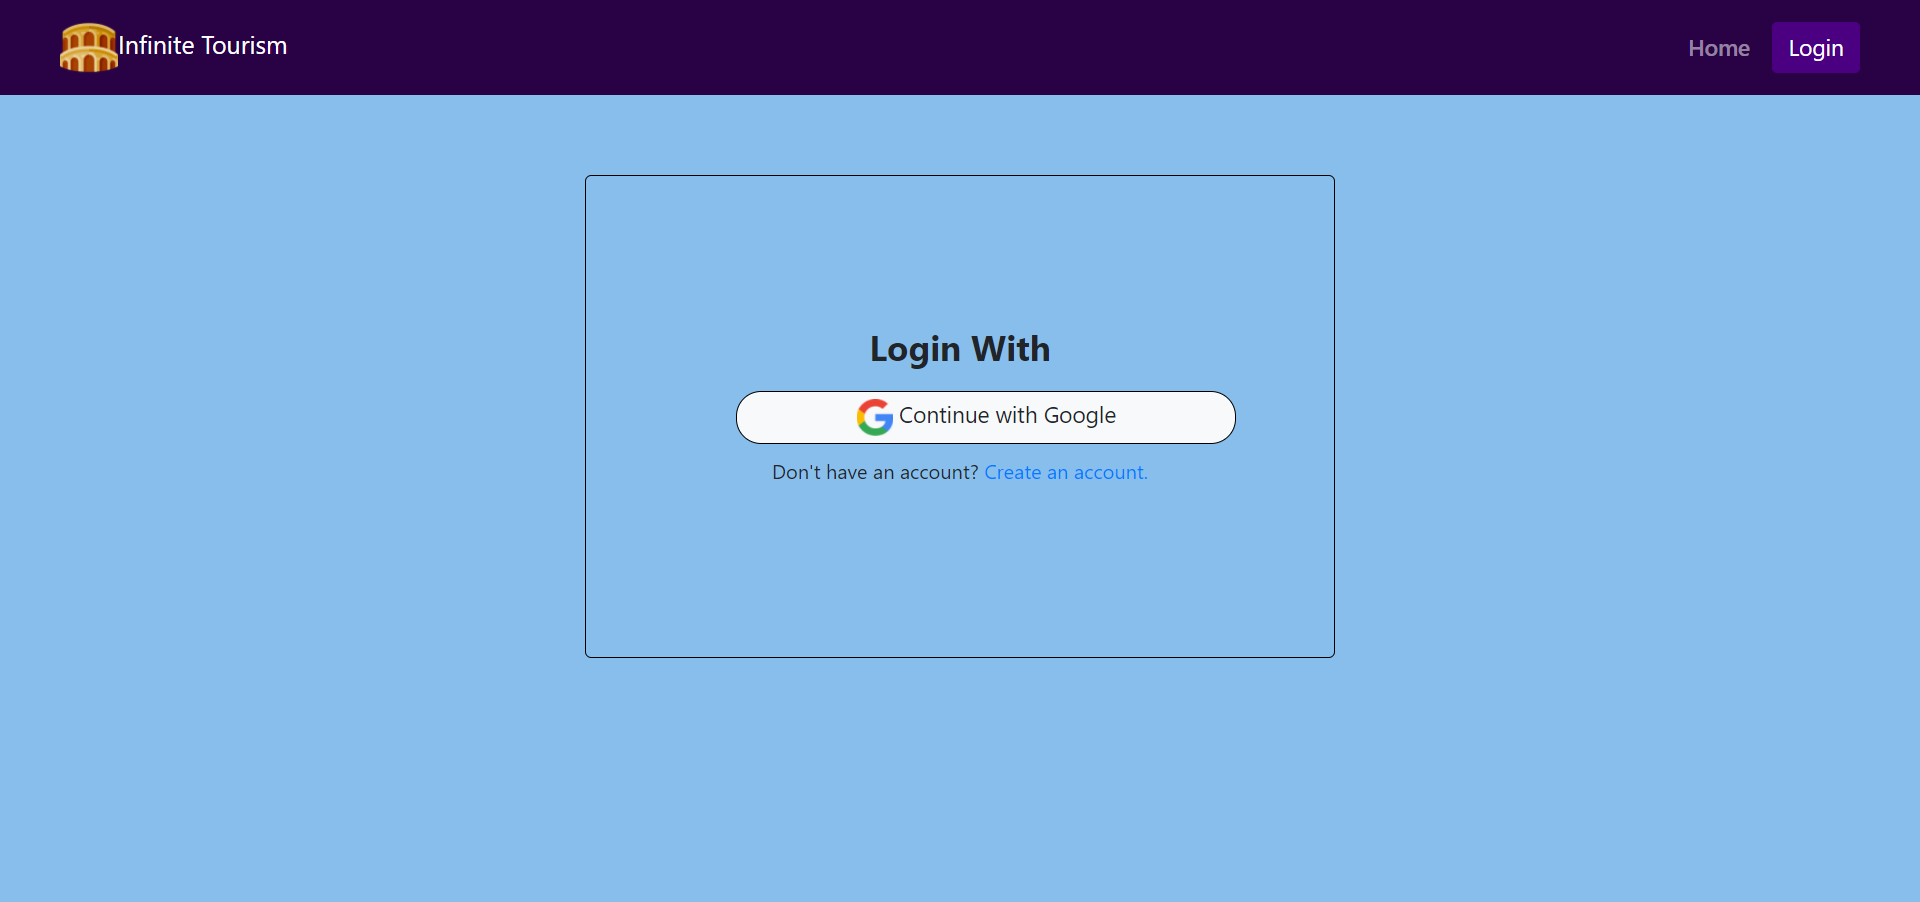 Infinite Tourism
Home
Login
Login With
Continue with Google
Don't have an account? Create an account.